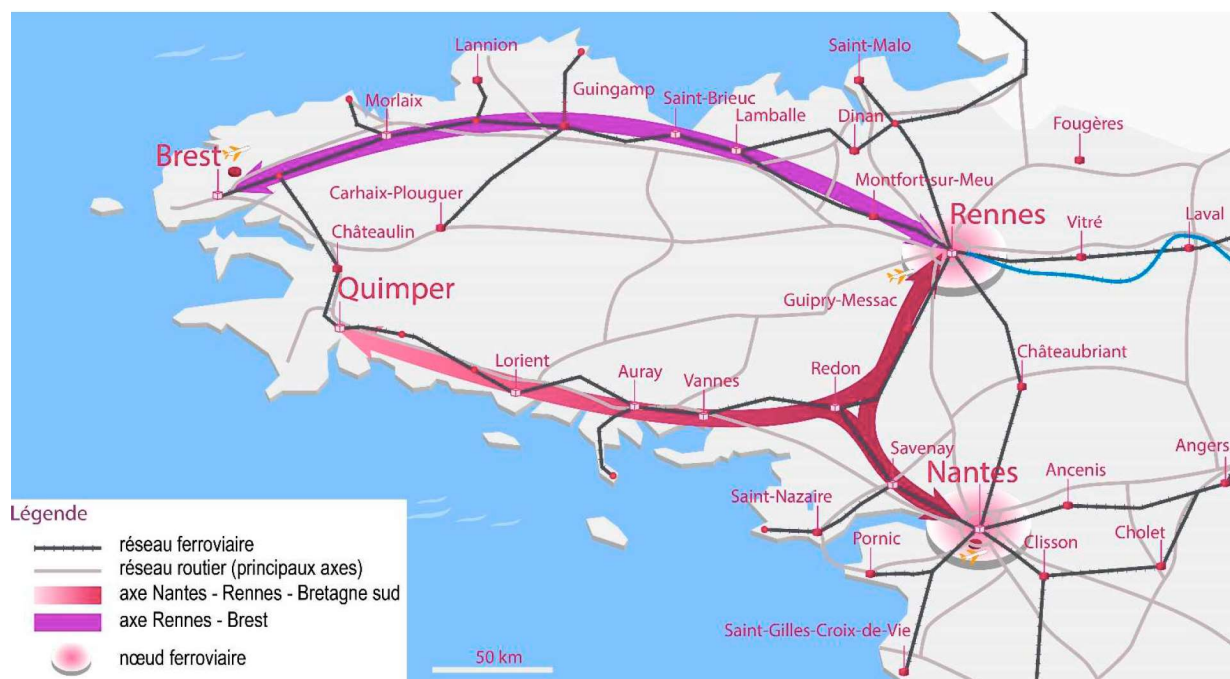 Lannion
Saint-Malo
Guingamp
Morlaix
Saint-Brieuc
Lamballe
Dinan
Fougères
Brest
Montfort-sur-Meu
Carhaix-Plouguer
Rennes
Vitré
Laval
Châteaulin
Quimper
Guipry-Messac
Lorient
Auray
Vannes
Redon
Châteaubriant
Savenay
Nantes
Ancenis
Angers
Saint-Nazaire
Pornic
Clisson
Cholet
Saint-Gilles-Croix-de-Vie
Légende
réseau ferroviaire
réseau routier (principaux axes)
axe Nantes - Rennes - Bretagne sud
axe Rennes - Brest
nœud ferroviaire
50 km